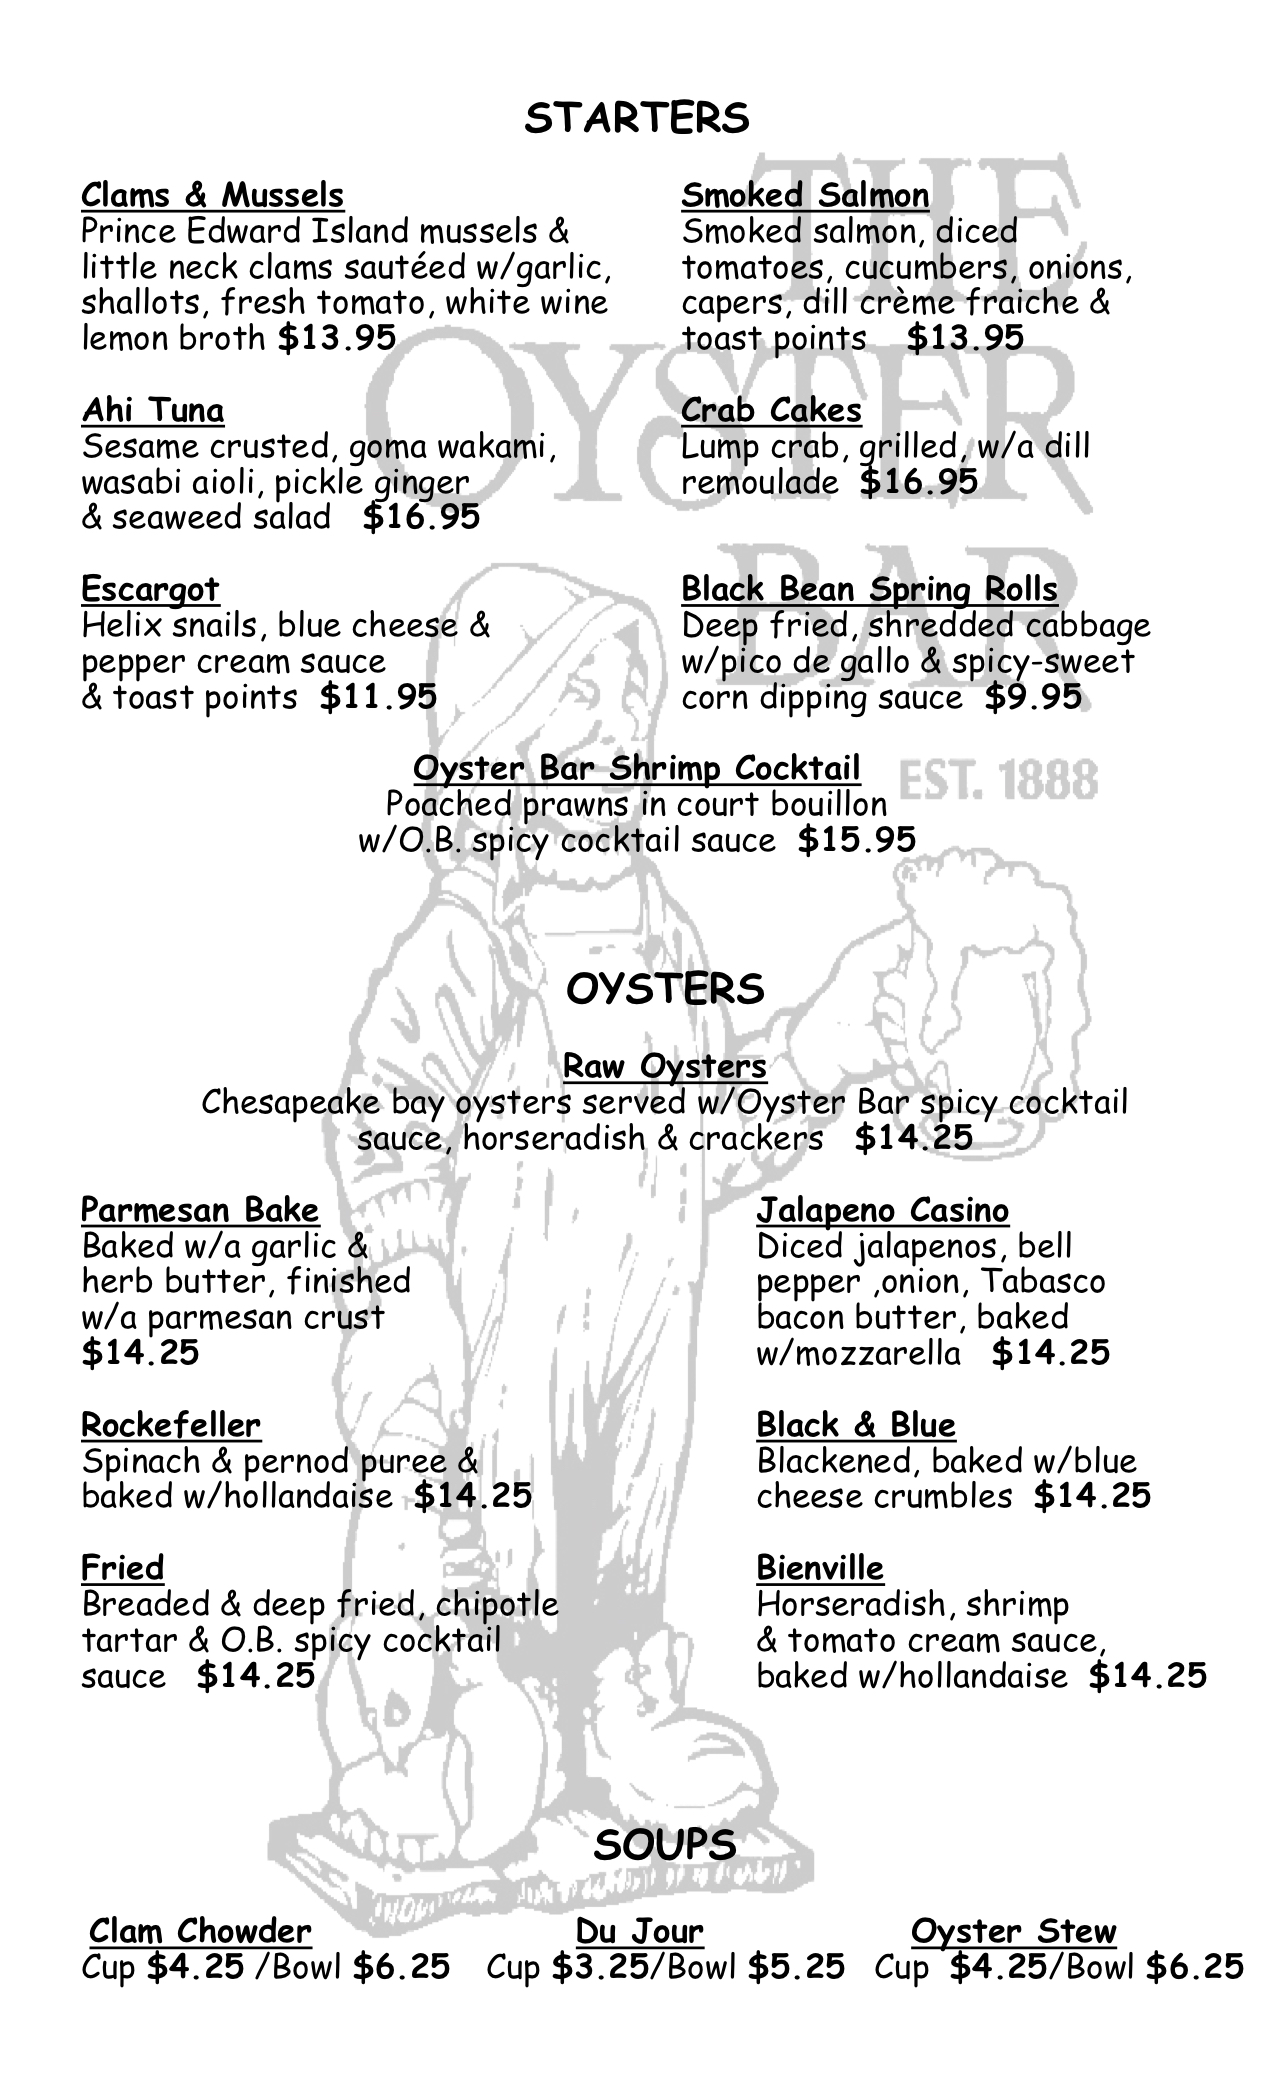 STARTERS
THE
OYSTER
BAR
EST. 1888
Clams & Mussels
Prince Edward Island mussels &
little neck clams sautéed w/garlic,
shallots, fresh tomato, white wine
lemon broth $13.95
Smoked Salmon
Smoked salmon, diced
tomatoes, cucumbers, onions,
capers, dill crème fraiche &
toast points $13.95
Ahi Tuna
Sesame crusted, goma wakami,
wasabi aioli, pickle ginger
& seaweed salad $16.95
Crab Cakes
Lump crab, grilled, w/a dill
remoulade $16.95
Escargot
Helix snails, blue cheese &
pepper cream sauce
& toast points $11.95
Black Bean Spring Rolls
Deep fried, shredded cabbage
w/pico de gallo & spicy-sweet
corn dipping sauce $9.95
Oyster Bar Shrimp Cocktail
Poached prawns in court bouillon
w/O.B. spicy cocktail sauce $15.95
OYSTERS
Raw Oysters
Chesapeake bay oysters served w/Oyster Bar spicy cocktail
sauce, horseradish & crackers $14.25
Parmesan Bake
Baked w/a garlic &
herb butter, finished
w/a parmesan crust
$14.25
Jalapeno Casino
Diced jalapenos, bell
pepper ,onion, Tabasco
bacon butter, baked
w/mozzarella $14.25
Rockefeller
Spinach & pernod puree &
baked w/hollandaise $14.25
Black & Blue
Blackened, baked w/blue
cheese crumbles $14.25
Fried
Breaded & deep fried, chipotle
tartar & O.B. spicy cocktail
sauce $14.25
Bienville
Horseradish, shrimp
& tomato cream sauce,
baked w/hollandaise $14.25
SOUPS
Clam Chowder
Cup $4.25 /Bowl $6.25
Du Jour
Cup $3.25/Bowl $5.25
Oyster Stew
Cup $4.25/Bowl $6.25